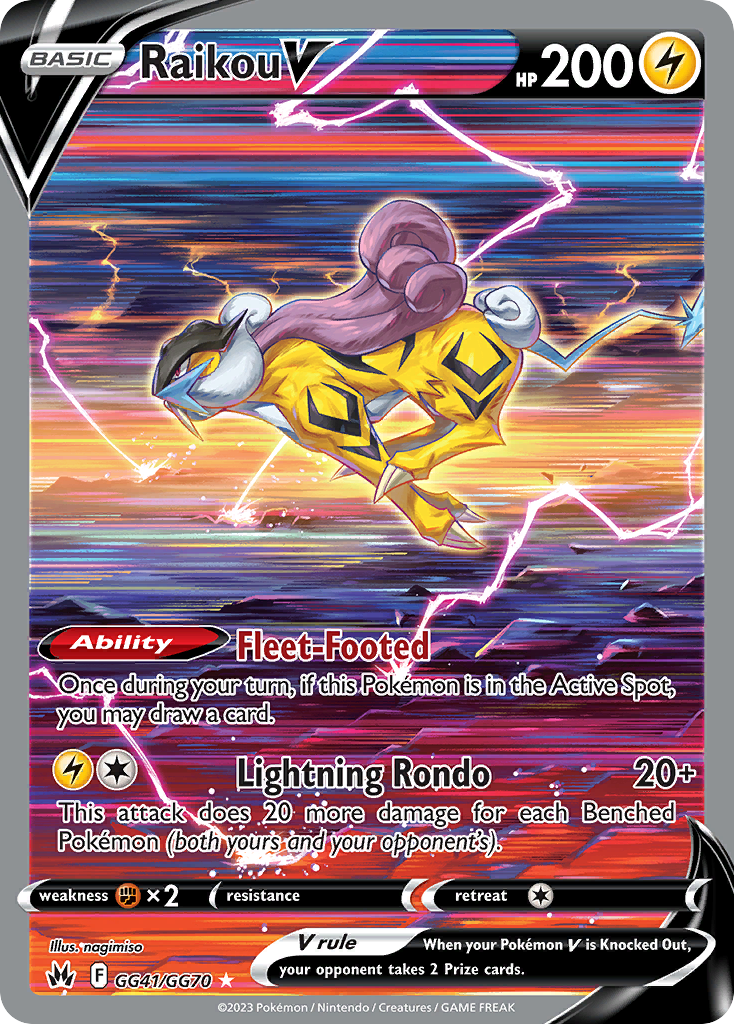 BASIC Raikou V HP 200
Ability Fleet-Footed
Once during your turn, if this Pokémon is in the Active Spot,
you may draw a card.
Lightning Rondo 20+
This attack does 20 more damage for each Benched
Pokémon (both yours and your opponent's).
weakness ×2 resistance retreat
Illus. nagimiso
V rule When your Pokémon V is Knocked Out,
your opponent takes 2 Prize cards.
F GG41/GG70 ★
©2023 Pokémon / Nintendo / Creatures / GAME FREAK